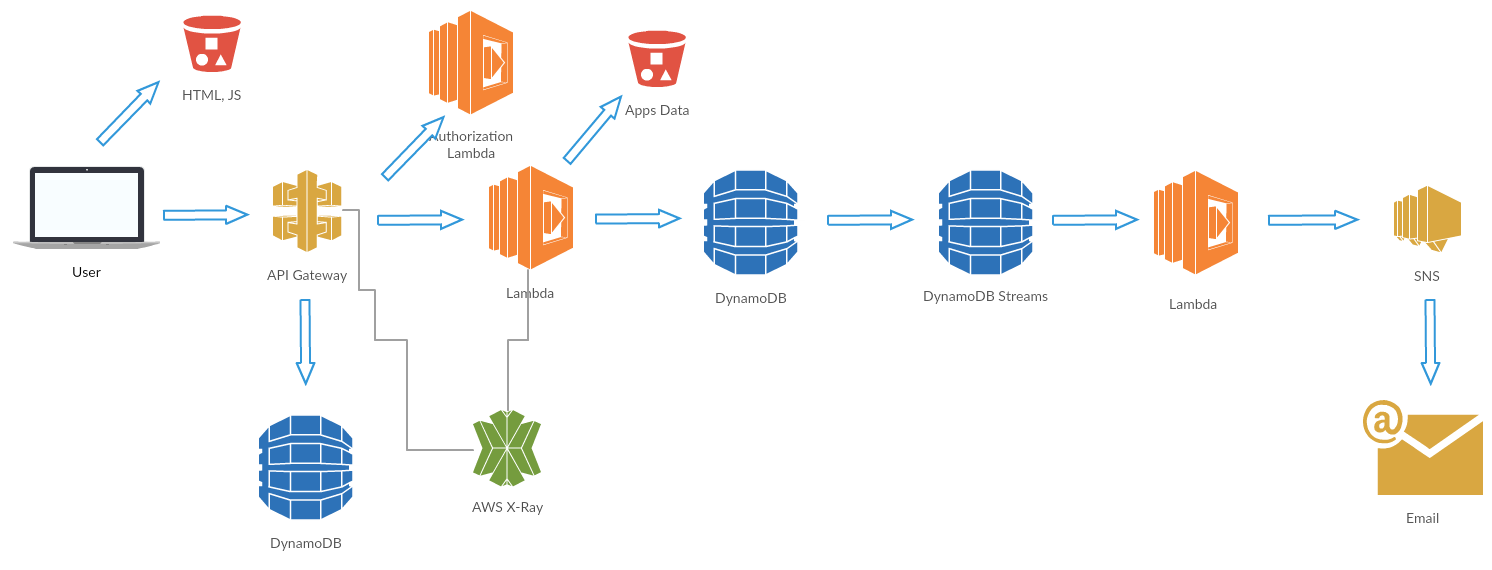 HTML, JS
Apps Data
Authorization
Lambda
User
API Gateway
Lambda
DynamoDB
DynamoDB Streams
Lambda
SNS
@
DynamoDB
AWS X-Ray
Email